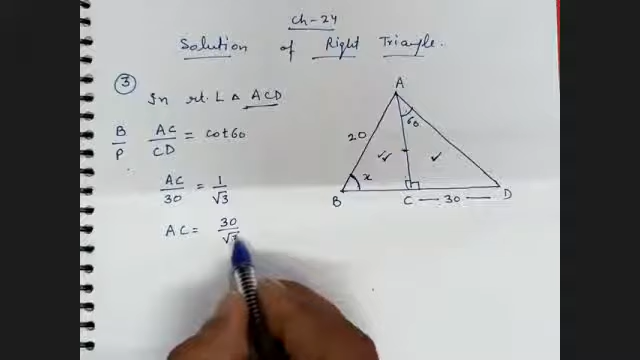 Ch-24
Solution of Right Triangle.
3
In rt. L Δ ACD
B/P AC/CD = cot60
AC/30 = 1/√3
AC = 30/√3
A
60
20
x
B
C
30
D